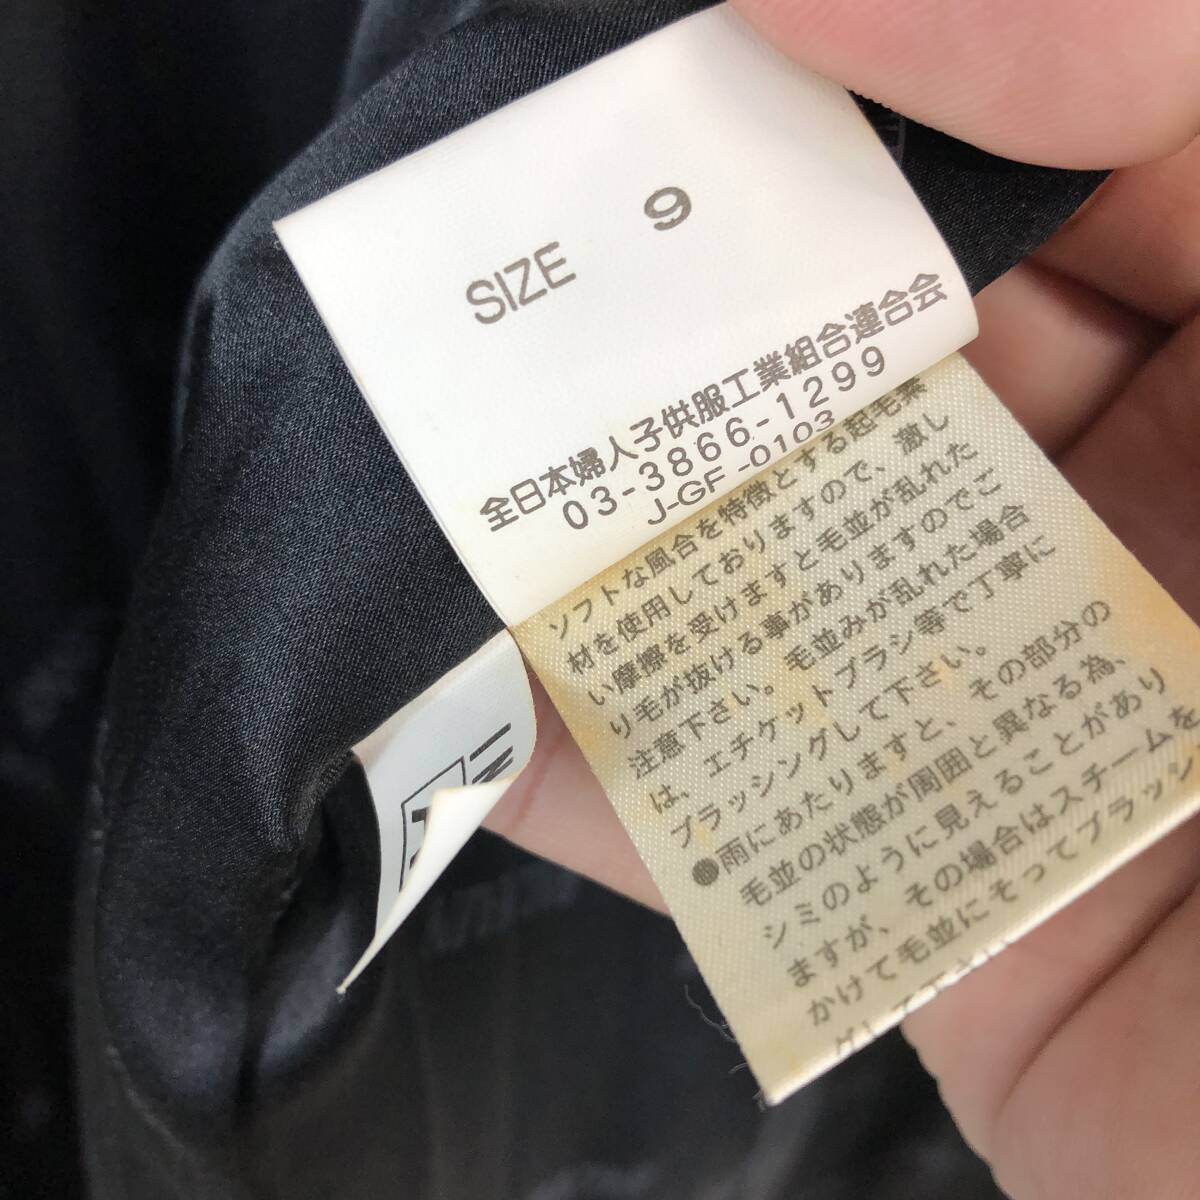 SIZE 9
全日本婦人子供服工業組合連合会
03-3866-1299
J-GF -0103
ソフトな風合を特徴とする起毛素
材を使用しておりますので、激し
い摩擦を受けますと毛並が乱れた
り毛が抜ける事がありますのでご
注意下さい。毛並みが乱れた場合
は、エチケットブラシ等で丁寧に
ブラッシングして下さい。
●雨にあたりますと、その部分の
毛並の状態が周囲と異なる為、
シミのように見えることがあり
ますが、その場合はスチームを
かけて毛並にそってブラッシン
グして下さい